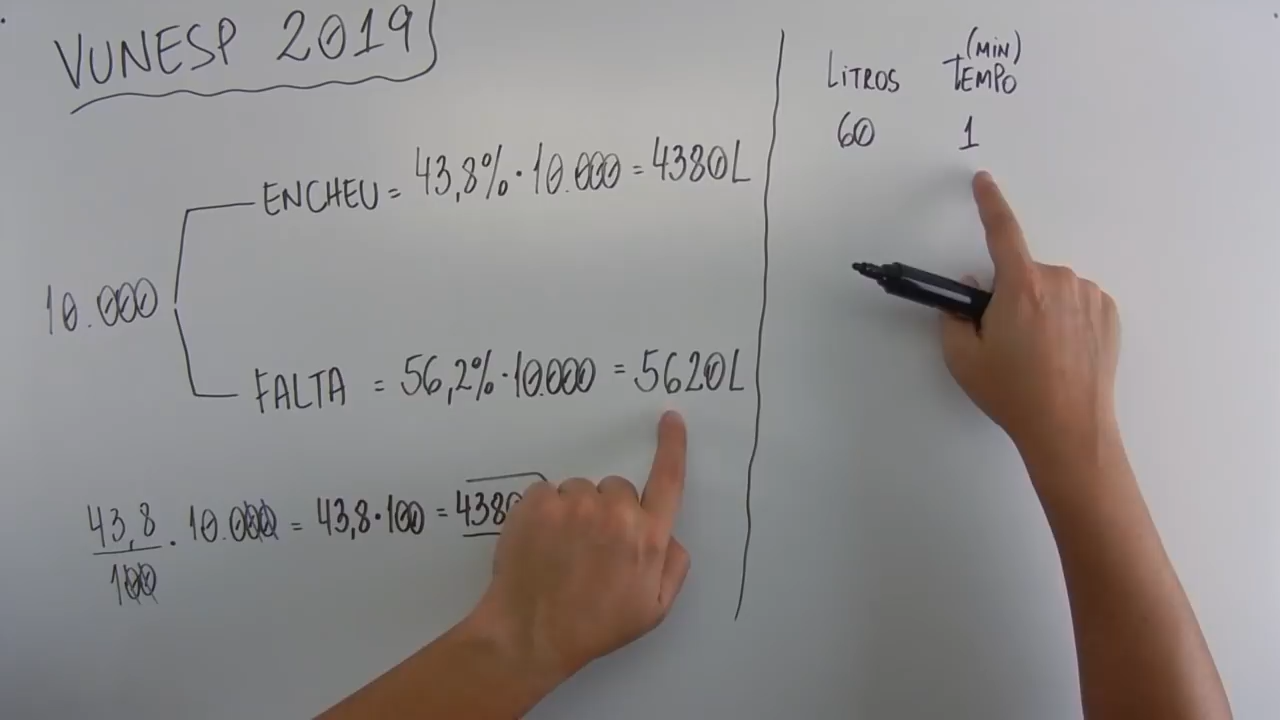 VUNESP 2019
ENCHEU = 43,8% · 10.000 = 4380L
10.000
FALTA = 56,2% · 10.000 = 5620L
43,8 / 100 · 10.000 = 43,8 · 100 = 4380
(MIN)
LITROS TEMPO
60 1